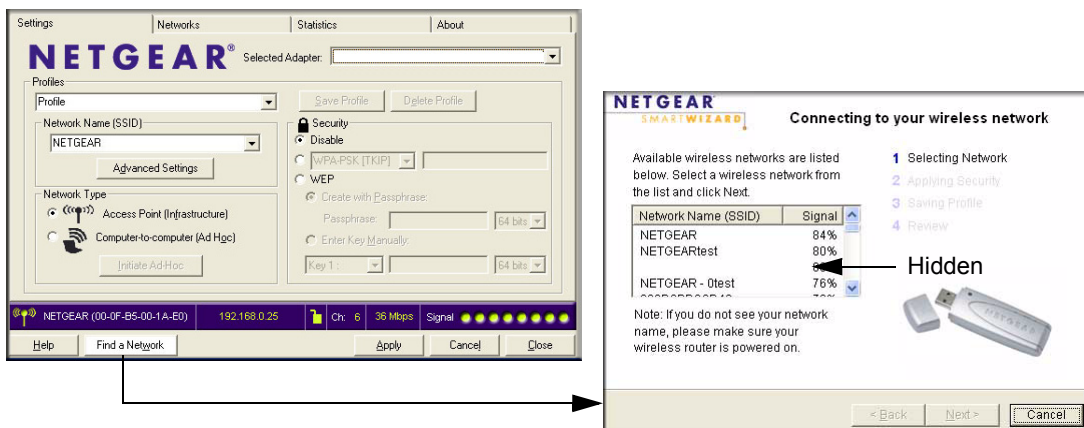 Settings
Networks
Statistics
About
NETGEAR®
Selected Adapter:
Profiles
Profile
Save Profile
Delete Profile
Network Name (SSID)
NETGEAR
Advanced Settings
Network Type
Access Point (Infrastructure)
Computer-to-computer (Ad Hoc)
Initiate Ad-Hoc
Security
Disable
WPA-PSK [TKIP]
WEP
Create with Passphrase:
Passphrase:
64 bits
Enter Key Manually:
Key 1 :
64 bits
NETGEAR (00-0F-B5-00-1A-E0)
192.168.0.25
Ch: 6
36 Mbps
Signal
Help
Find a Network
Apply
Cancel
Close
NETGEAR
SMARTWIZARD
Connecting to your wireless network
Available wireless networks are listed
below. Select a wireless network from
the list and click Next.
Network Name (SSID) Signal
NETGEAR 84%
NETGEARtest 80%
NETGEAR - 0test 76%
Note: If you do not see your network
name, please make sure your
wireless router is powered on.
1 Selecting Network
2 Applying Security
3 Saving Profile
4 Review
Hidden
NETGEAR
< Back
Next >
Cancel